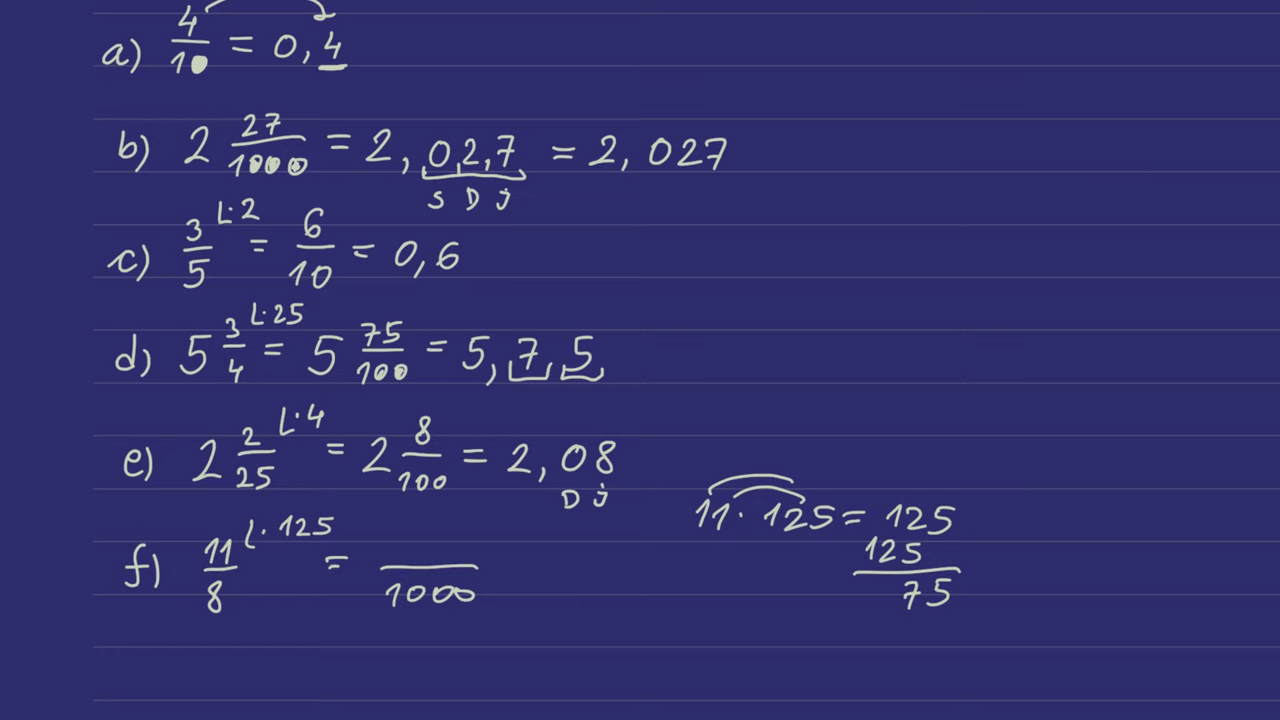 a) 4/10 = 0,4
b) 2 27/1000 = 2,0,2,7 = 2,027
S D j
c) 3/5 L·2 = 6/10 = 0,6
d) 5 3/4 L·25 = 5 75/100 = 5,7,5
e) 2 2/25 L·4 = 2 8/100 = 2,08
D j
f) 11/8 L·125 = /1000
11·125 = 125
125
75